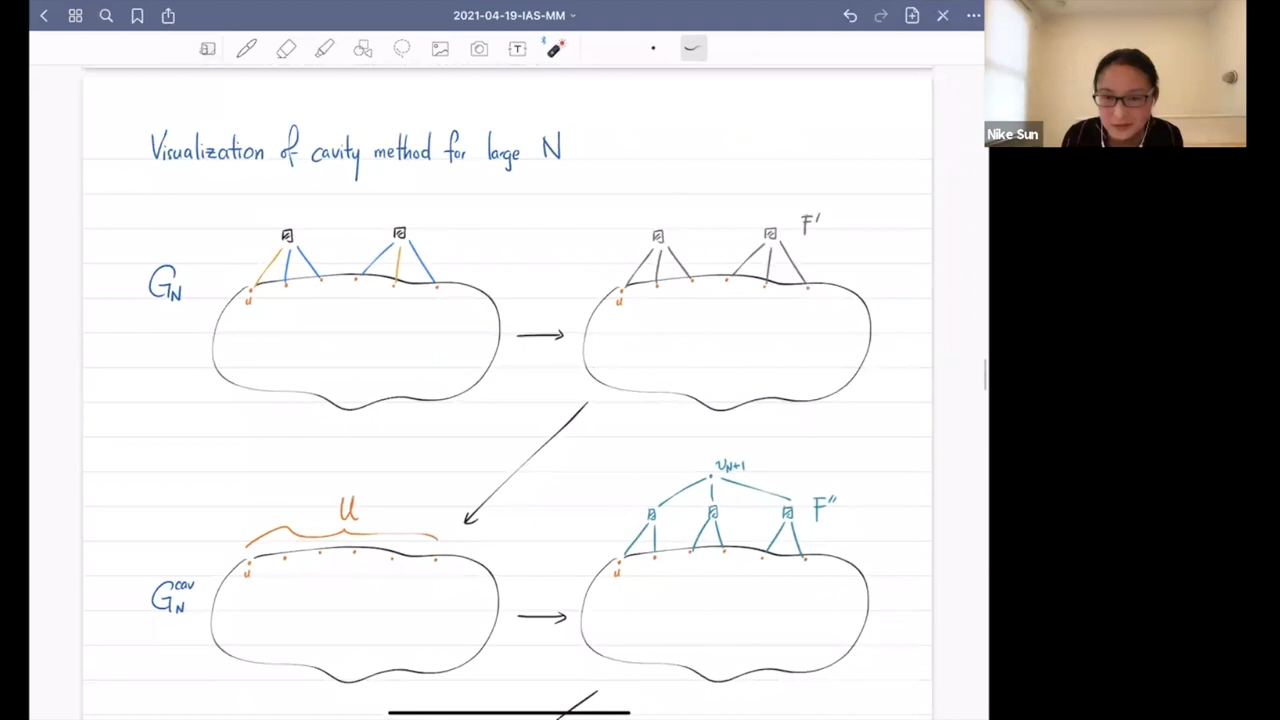 2021-04-19-IAS-MM
Nike Sun
Visualization of cavity method for large N
G_N
u
u
F'
U
G_N^cav
u
u
v_{N+1}
F''